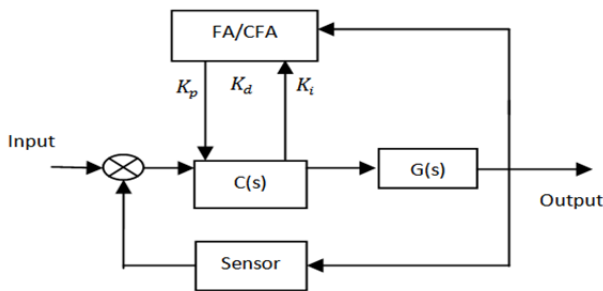 FA/CFA
K_p K_d K_i
Input
C(s)
G(s)
Output
Sensor